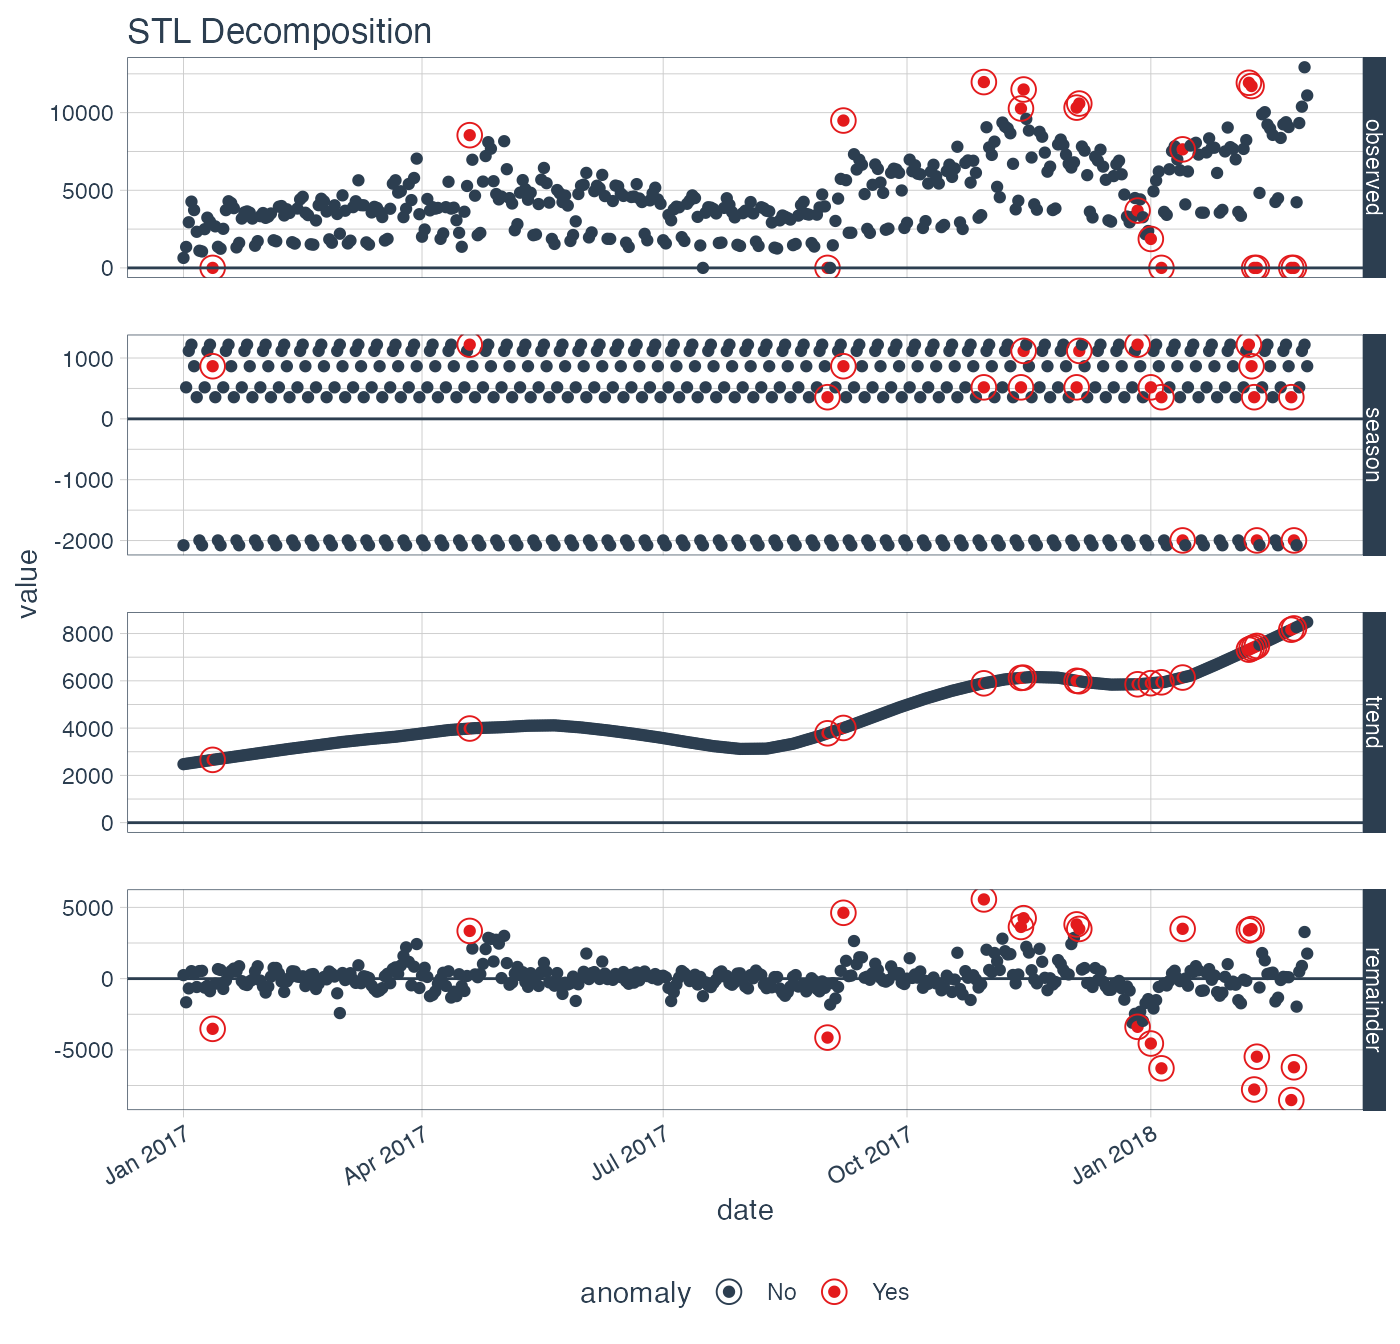 STL Decomposition
10000
5000
0
observed
1000
0
-1000
-2000
season
value
8000
6000
4000
2000
0
trend
5000
0
-5000
remainder
Jan 2017
Apr 2017
Jul 2017
Oct 2017
Jan 2018
date
anomaly No Yes